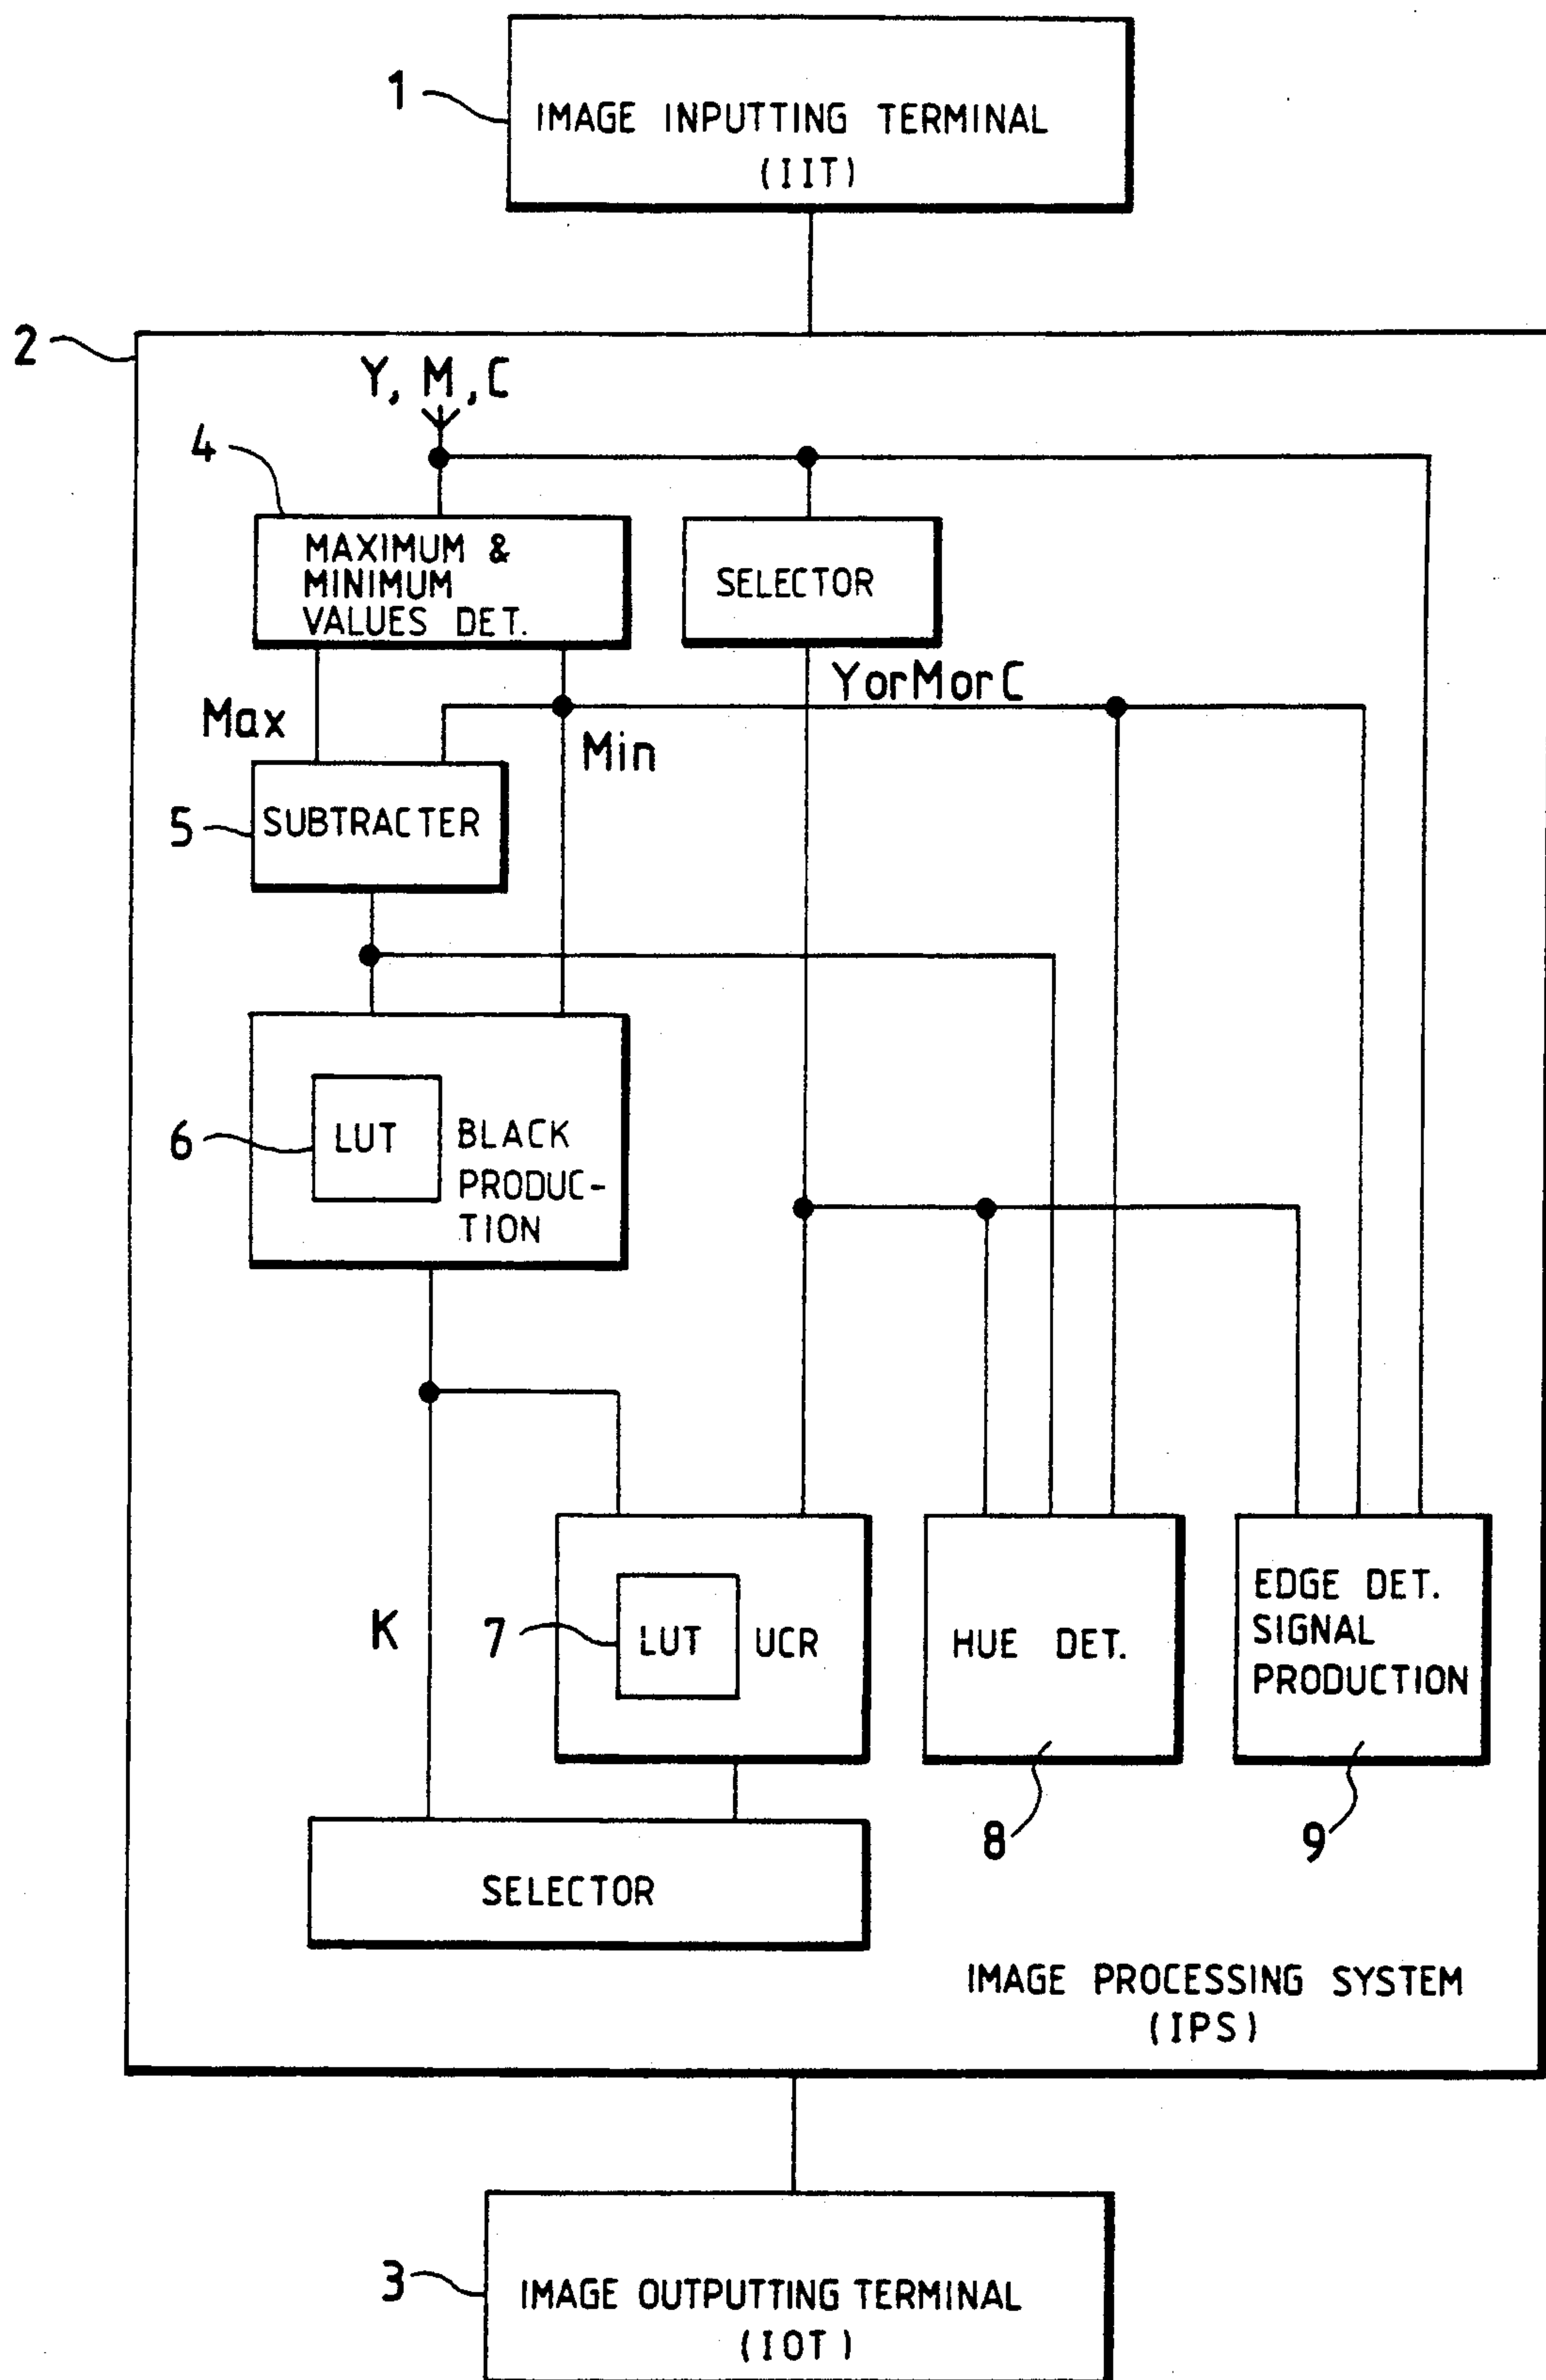 1
IMAGE INPUTTING TERMINAL
(IIT)
2
Y, M, C
4
MAXIMUM &
MINIMUM
VALUES DET.
SELECTOR
YorMorC
Max
Min
5
SUBTRACTER
6
LUT
BLACK
PRODUC-
TION
K
7
LUT
UCR
HUE DET.
EDGE DET.
SIGNAL
PRODUCTION
8
9
SELECTOR
IMAGE PROCESSING SYSTEM
(IPS)
3
IMAGE OUTPUTTING TERMINAL
(IOT)